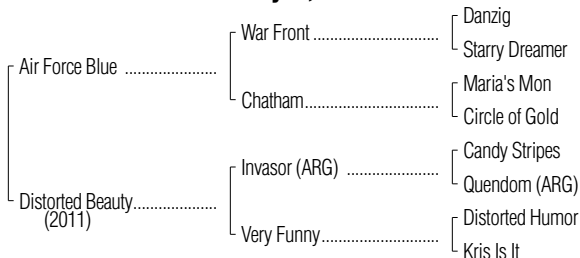 Danzig
War Front ....................................
Starry Dreamer
Air Force Blue .....................
Maria's Mon
Chatham......................................
Circle of Gold
Candy Stripes
Invasor (ARG) ...........................
Quendom (ARG)
Distorted Beauty...................
(2011)
Distorted Humor
Very Funny.................................
Kris Is It